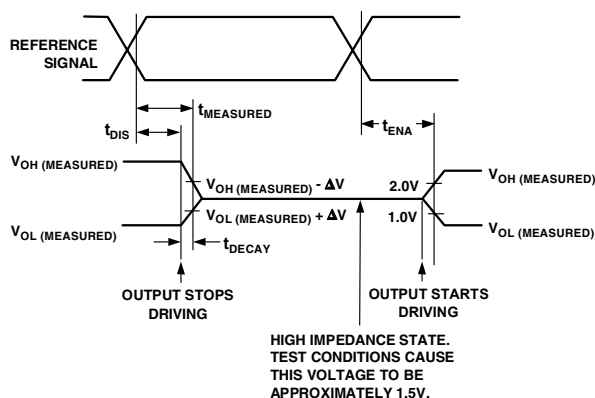 REFERENCE
SIGNAL
tMEASURED
tDIS
tENA
VOH (MEASURED)
VOH (MEASURED) - ΔV
2.0V
VOH (MEASURED)
VOL (MEASURED) + ΔV
1.0V
VOL (MEASURED)
VOL (MEASURED)
tDECAY
OUTPUT STOPS
DRIVING
OUTPUT STARTS
DRIVING
HIGH IMPEDANCE STATE.
TEST CONDITIONS CAUSE
THIS VOLTAGE TO BE
APPROXIMATELY 1.5V.